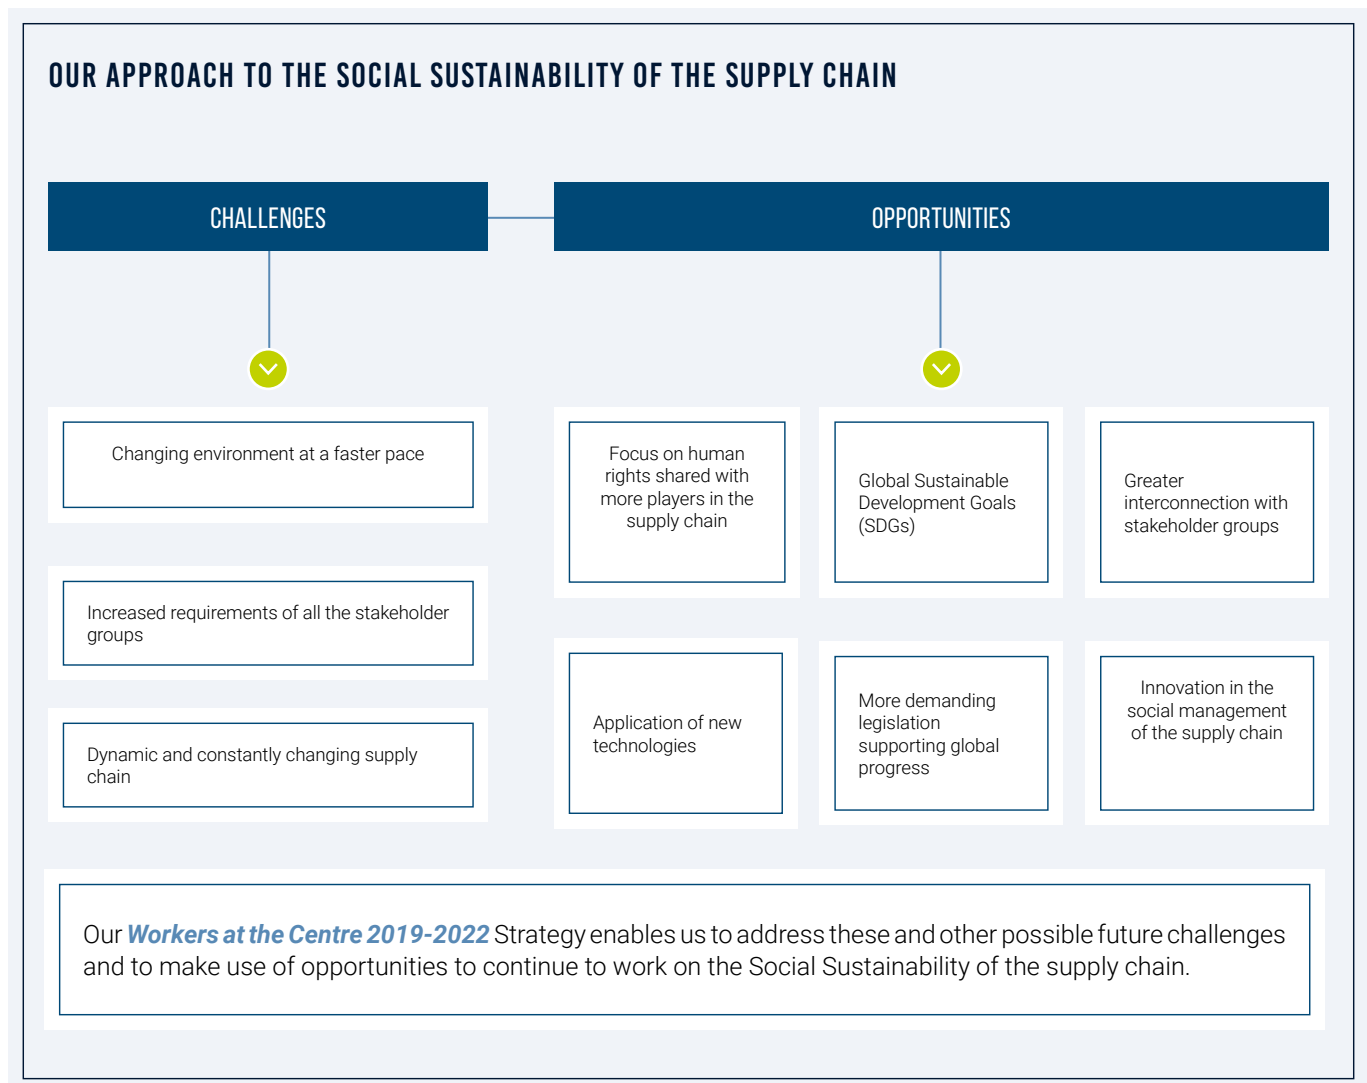 OUR APPROACH TO THE SOCIAL SUSTAINABILITY OF THE SUPPLY CHAIN
CHALLENGES
OPPORTUNITIES
Changing environment at a faster pace
Increased requirements of all the stakeholder
groups
Dynamic and constantly changing supply
chain
Focus on human
rights shared with
more players in the
supply chain
Global Sustainable
Development Goals
(SDGs)
Greater
interconnection with
stakeholder groups
Application of new
technologies
More demanding
legislation
supporting global
progress
Innovation in the
social management
of the supply chain
Our Workers at the Centre 2019-2022 Strategy enables us to address these and other possible future challenges
and to make use of opportunities to continue to work on the Social Sustainability of the supply chain.